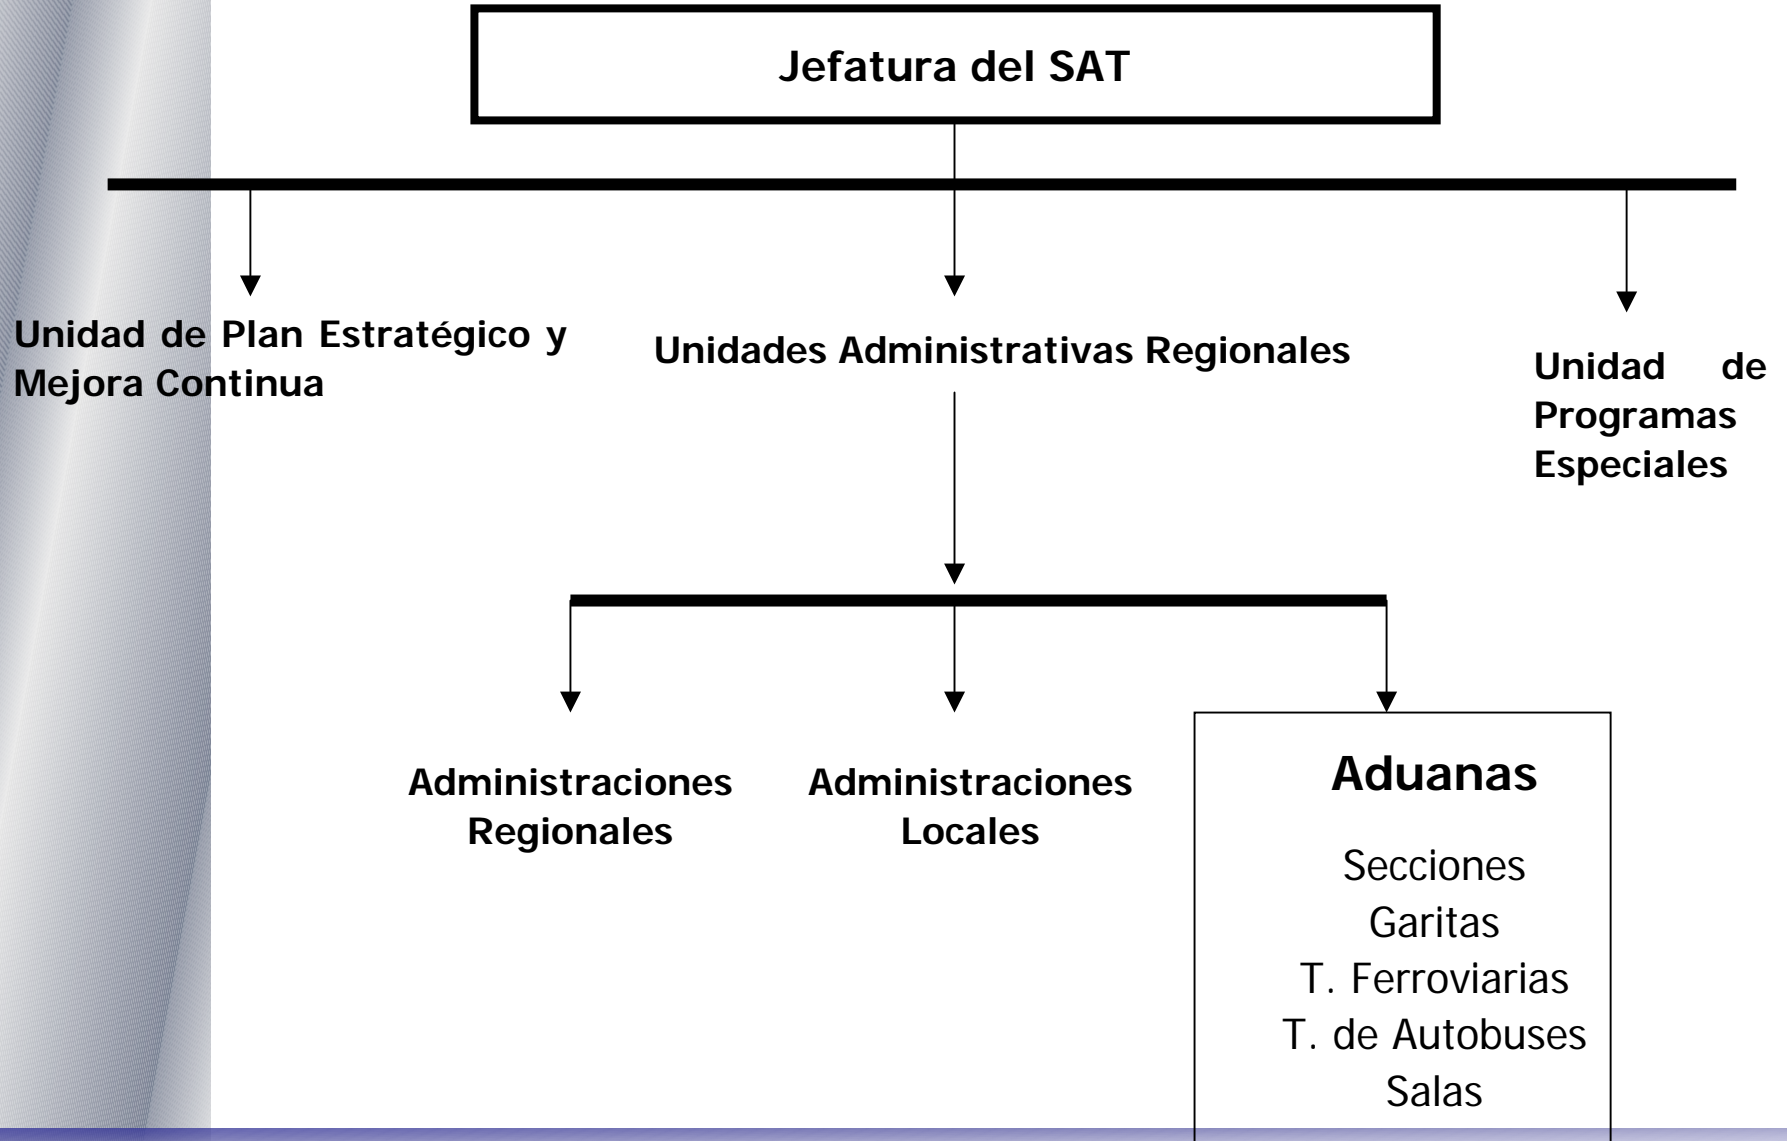 Jefatura del SAT
Unidad de Plan Estratégico y
Mejora Continua
Unidades Administrativas Regionales
Unidad de
Programas
Especiales
Administraciones
Regionales
Administraciones
Locales
Aduanas
Secciones
Garitas
T. Ferroviarias
T. de Autobuses
Salas